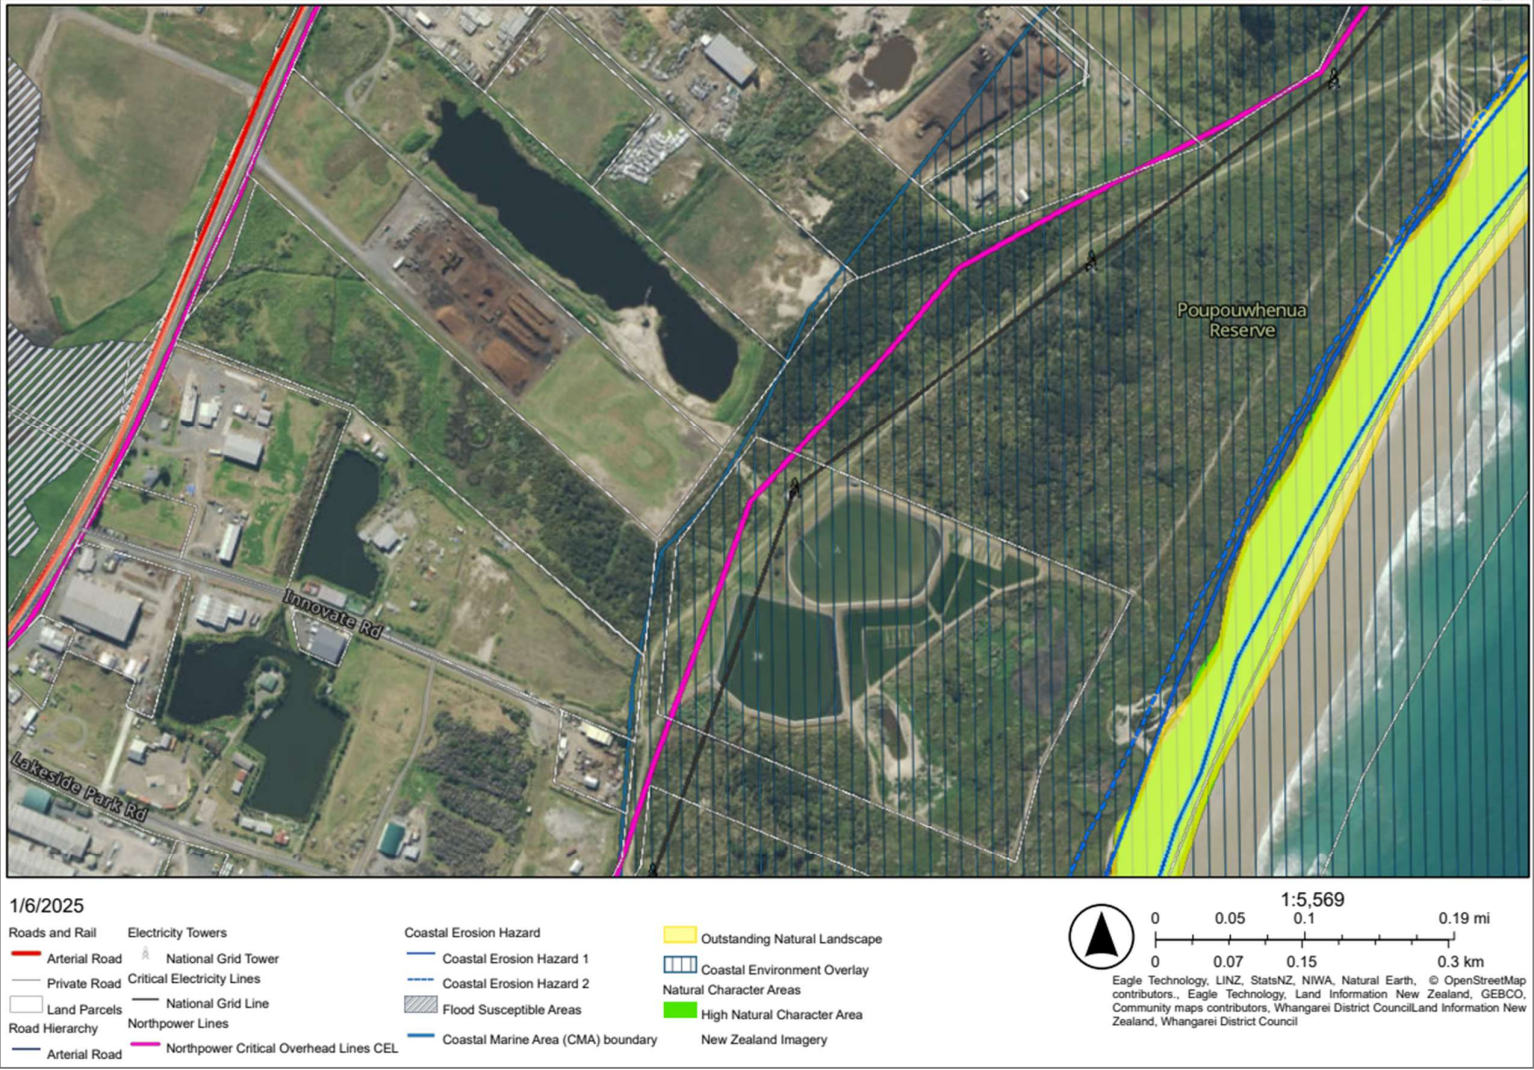 Poupouwhenua
Reserve
Innovate Rd
Lakeside Park Rd
1/6/2025
Roads and Rail
Arterial Road
Private Road
Land Parcels
Road Hierarchy
Arterial Road
Electricity Towers
National Grid Tower
Critical Electricity Lines
National Grid Line
Northpower Lines
Northpower Critical Overhead Lines CEL
Coastal Erosion Hazard
Coastal Erosion Hazard 1
Coastal Erosion Hazard 2
Flood Susceptible Areas
Coastal Marine Area (CMA) boundary
Outstanding Natural Landscape
Coastal Environment Overlay
Natural Character Areas
High Natural Character Area
New Zealand Imagery
1:5,569
0 0.05 0.1 0.19 mi
0 0.07 0.15 0.3 km
Eagle Technology, LINZ, StatsNZ, NIWA, Natural Earth, © OpenStreetMap
contributors., Eagle Technology, Land Information New Zealand, GEBCO,
Community maps contributors, Whangarei District CouncilLand Information New
Zealand, Whangarei District Council